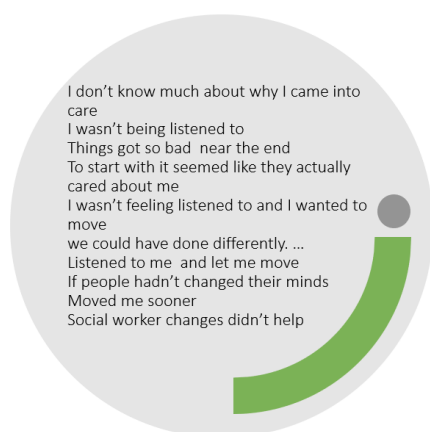 I don’t know much about why I came into
care
I wasn’t being listened to
Things got so bad  near the end
To start with it seemed like they actually
cared about me
I wasn’t feeling listened to and I wanted to
move
we could have done differently. ...
Listened to me  and let me move
If people hadn’t changed their minds
Moved me sooner
Social worker changes didn’t help